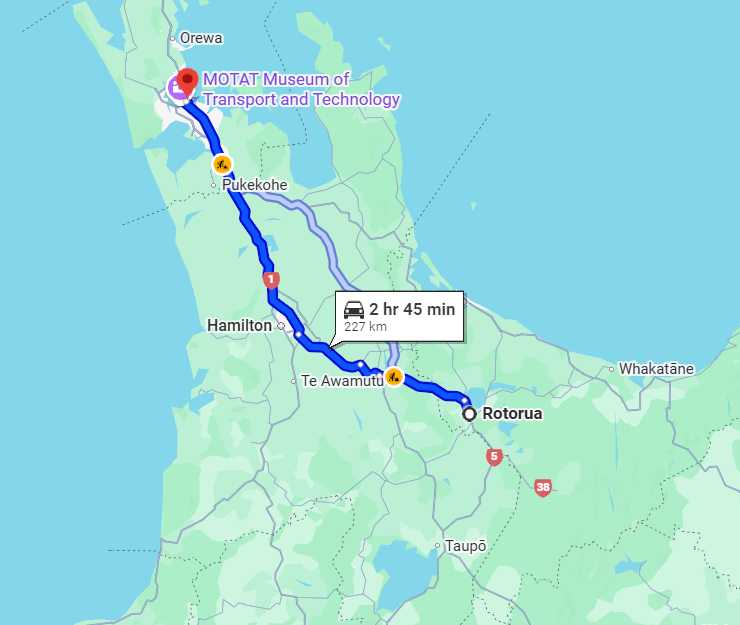 Orewa
MOTAT Museum of
Transport and Technology
Pukekohe
1
2 hr 45 min
227 km
Hamilton
Whakatāne
Te Awamutu
Rotorua
5
38
Taupō